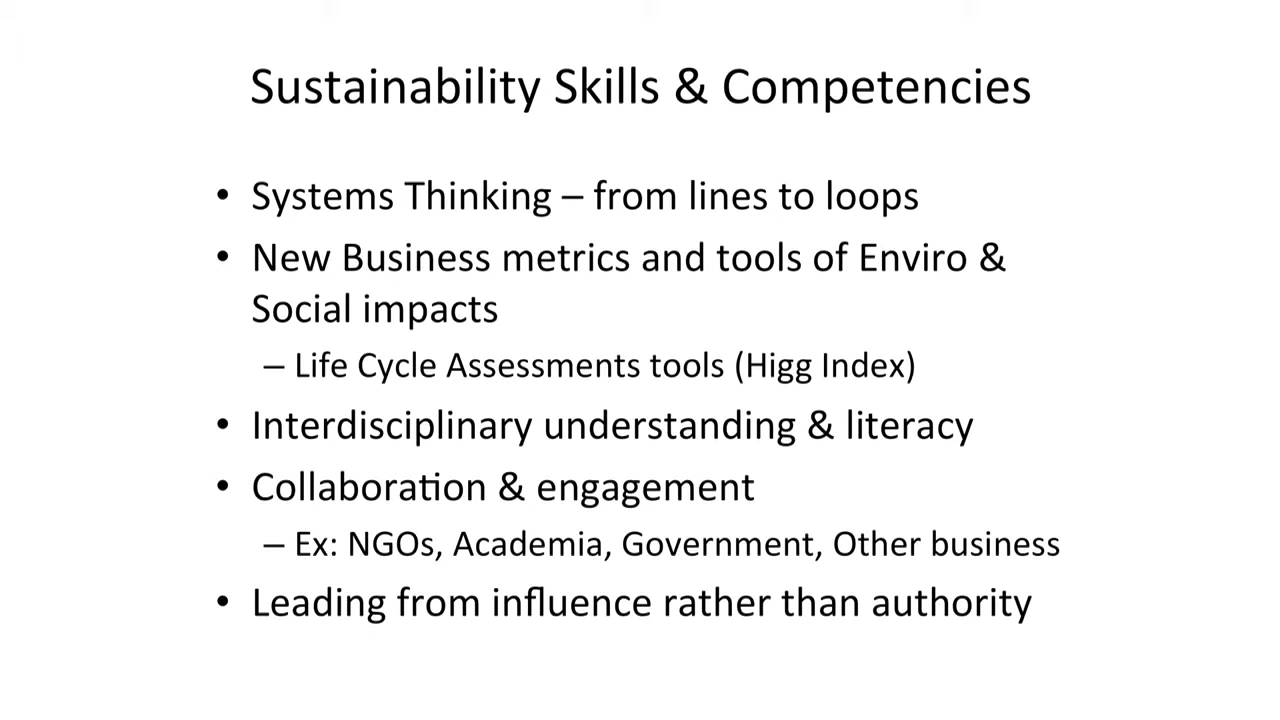 Sustainability Skills & Competencies
• Systems Thinking – from lines to loops
• New Business metrics and tools of Enviro &
Social impacts
– Life Cycle Assessments tools (Higg Index)
• Interdisciplinary understanding & literacy
• Collaboration & engagement
– Ex: NGOs, Academia, Government, Other business
• Leading from influence rather than authority